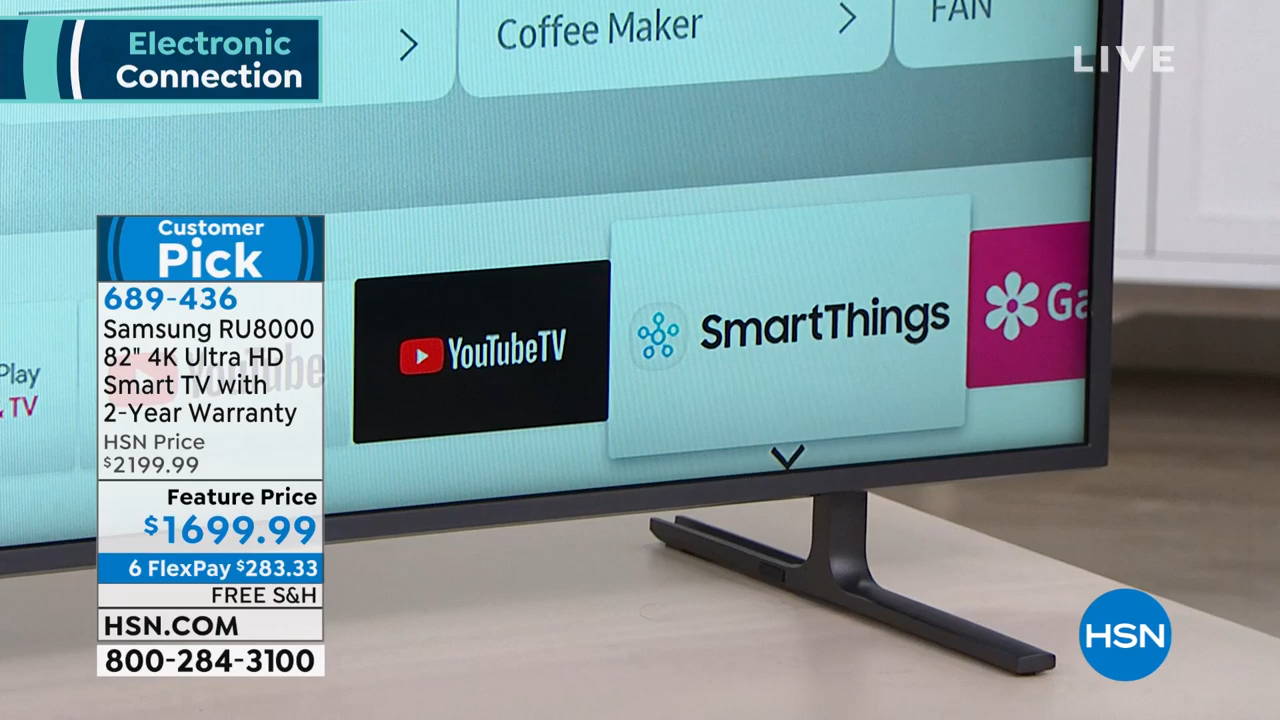 Electronic
Connection
Coffee Maker
FAN
LIVE
Customer
Pick
689-436
Samsung RU8000
82" 4K Ultra HD
Smart TV with
2-Year Warranty
HSN Price
$2199.99
Feature Price
$1699.99
6 FlexPay $283.33
FREE S&H
HSN.COM
800-284-3100
Play
& TV
YouTube
YouTubeTV
SmartThings
HSN